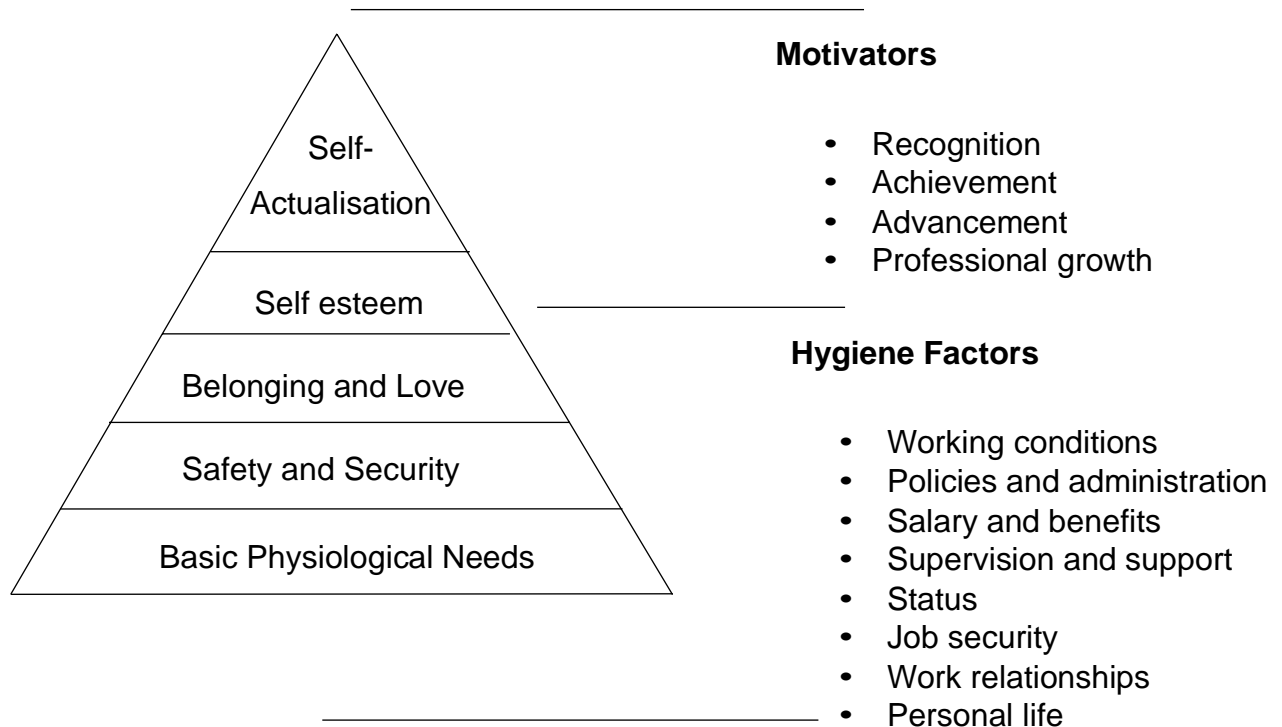 Self-
Actualisation
Self esteem
Belonging and Love
Safety and Security
Basic Physiological Needs
Motivators
• Recognition
• Achievement
• Advancement
• Professional growth
Hygiene Factors
• Working conditions
• Policies and administration
• Salary and benefits
• Supervision and support
• Status
• Job security
• Work relationships
• Personal life